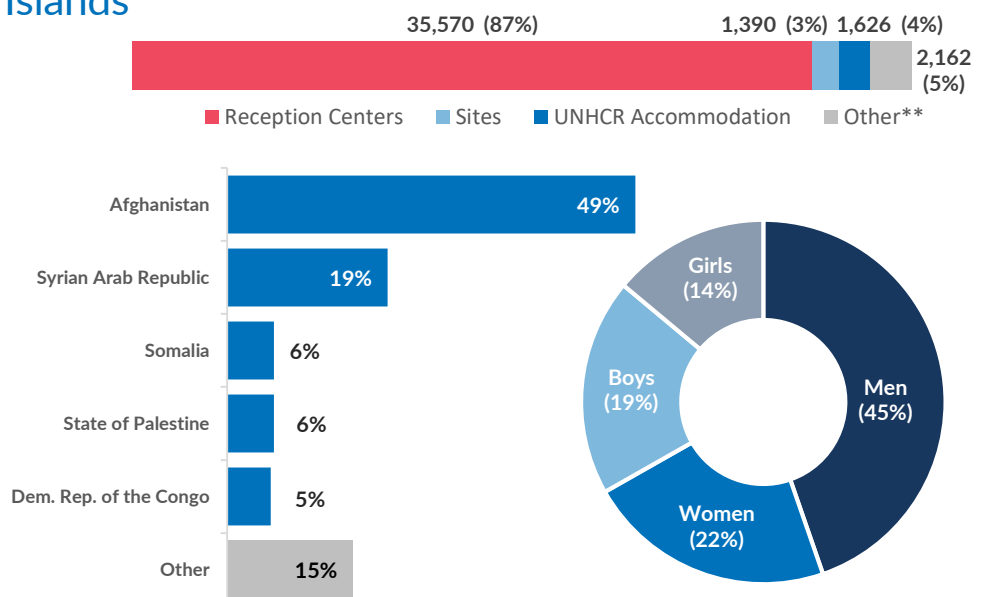 Islands
35,570 (87%)
1,390 (3%)
1,626 (4%)
2,162
(5%)
Reception Centers
Sites
UNHCR Accommodation
Other**
Afghanistan
49%
Syrian Arab Republic
19%
Somalia
6%
State of Palestine
6%
Dem. Rep. of the Congo
5%
Other
15%
Girls
(14%)
Boys
(19%)
Men
(45%)
Women
(22%)